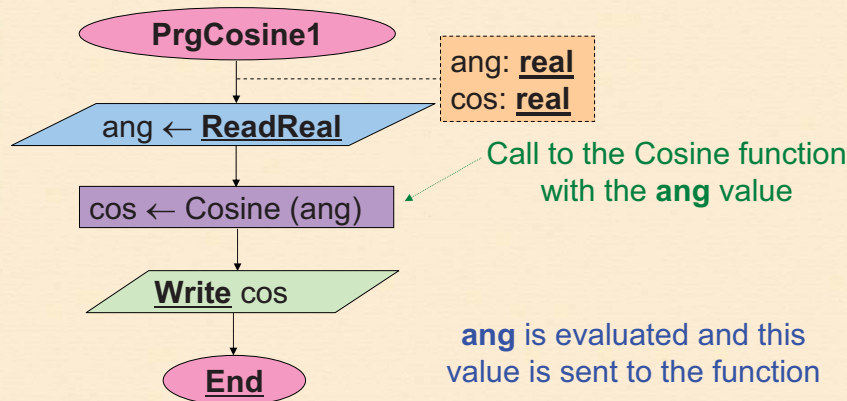 PrgCosine1
ang: real
cos: real
ang ← ReadReal
Call to the Cosine function
with the ang value
cos ← Cosine (ang)
Write cos
ang is evaluated and this
value is sent to the function
End